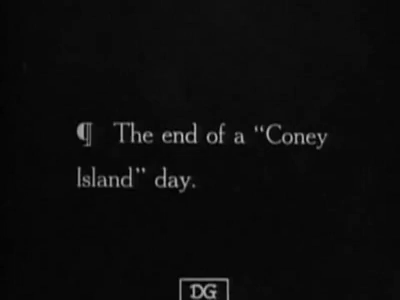 ¶ The end of a “Coney
Island” day.
DG